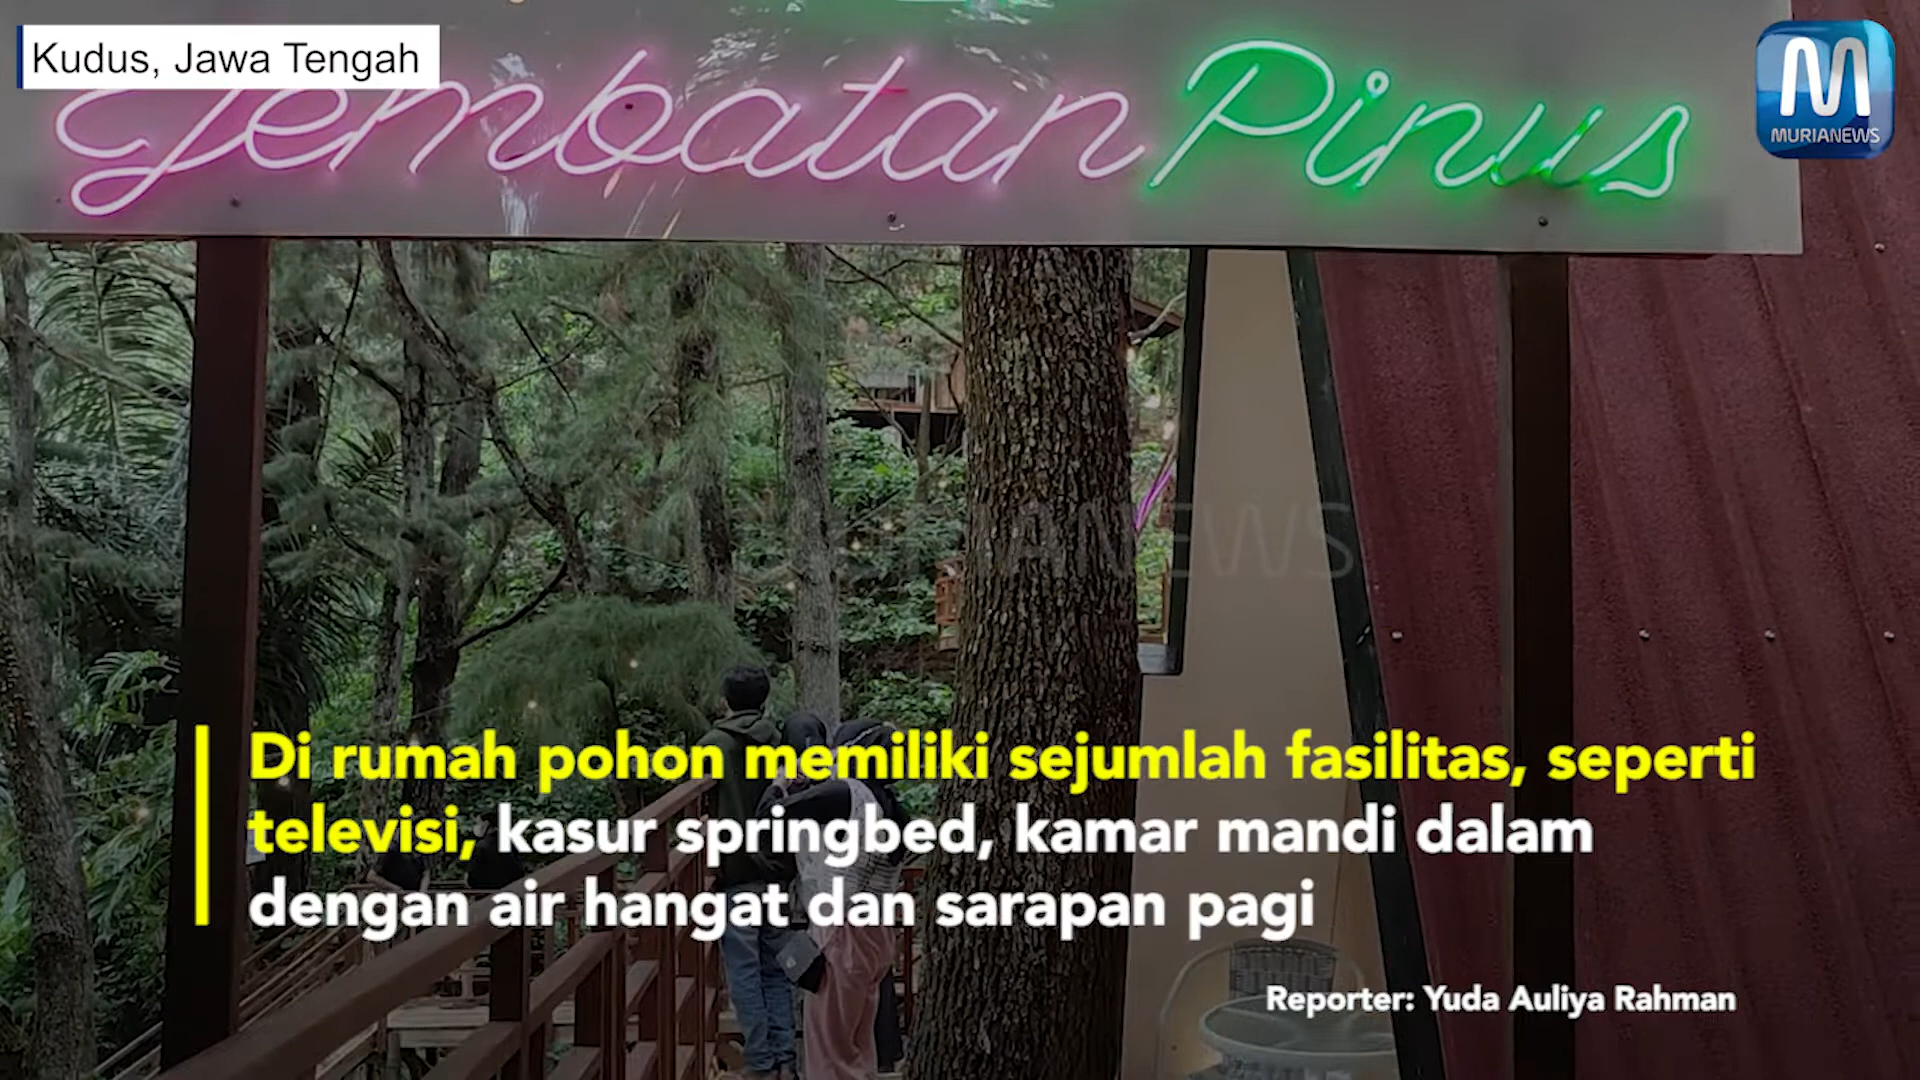 Kudus, Jawa Tengah
Jembatan Pinus
MURIANEWS
MURIANEWS
Di rumah pohon memiliki sejumlah fasilitas, seperti
televisi, kasur springbed, kamar mandi dalam
dengan air hangat dan sarapan pagi
Reporter: Yuda Auliya Rahman